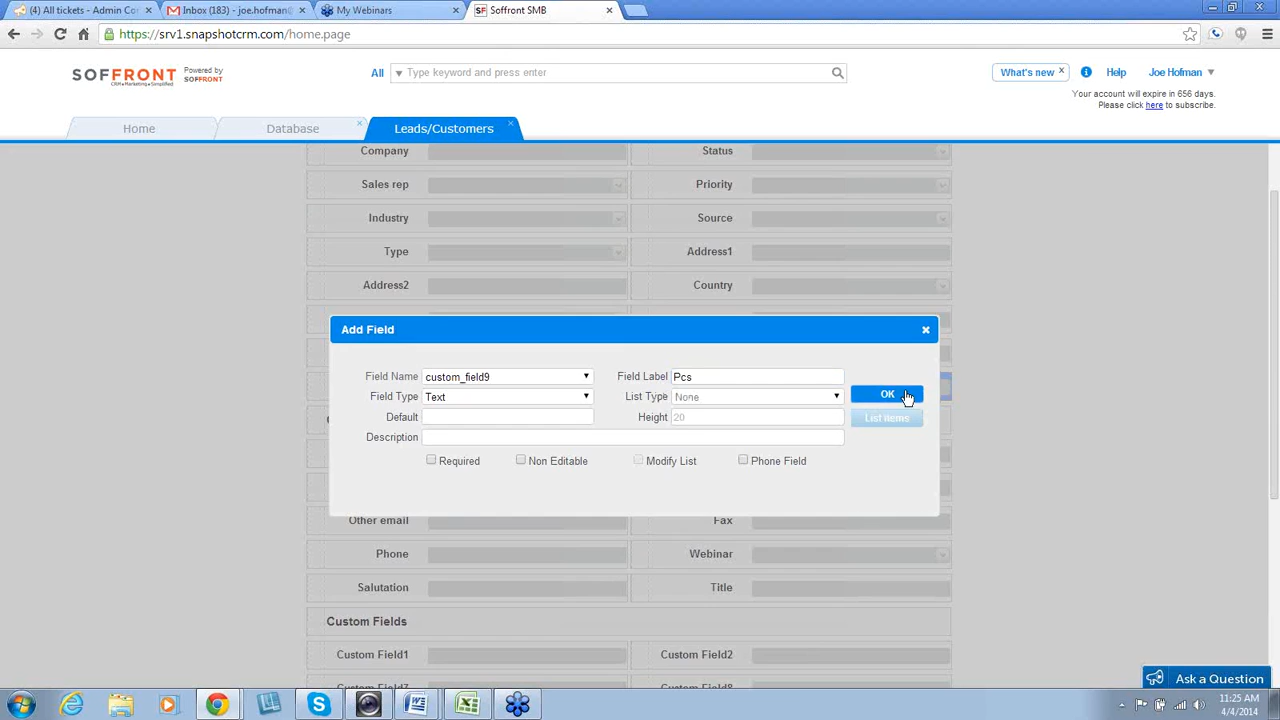 (4) All tickets - Admin Co
Inbox (183) - joe.hofman@
My Webinars
Soffront SMB
https://srv1.snapshotcrm.com/home.page
SOFFRONT
Powered by SOFFRONT
All
Type keyword and press enter
What's new x
Help
Joe Hofman
Your account will expire in 656 days.
Please click here to subscribe.
Home
Database
Leads/Customers
Company
Status
Sales rep
Priority
Industry
Source
Type
Address1
Address2
Country
Add Field
Field Name custom_field9
Field Label Pcs
Field Type Text
List Type None
OK
Default
Height 20
List items
Description
Required
Non Editable
Modify List
Phone Field
Other email
Fax
Phone
Webinar
Salutation
Title
Custom Fields
Custom Field1
Custom Field2
Custom Field7
Custom Field8
Ask a Question
11:25 AM
4/4/2014